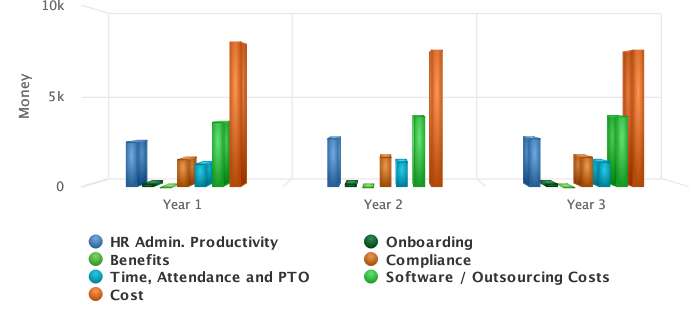 10k
Money
5k
0
Year 1
Year 2
Year 3
HR Admin. Productivity
Onboarding
Benefits
Compliance
Time, Attendance and PTO
Software / Outsourcing Costs
Cost